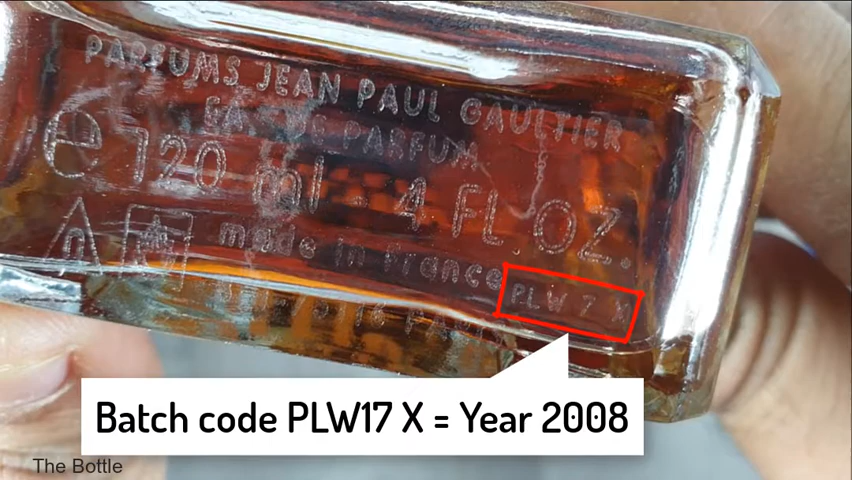 PARFUMS JEAN PAUL GAULTIER
EAU DE PARFUM
e 120 ml - 4 FL. OZ.
made in France
PLW Z X
PARIS
Batch code PLW17 X = Year 2008
The Bottle